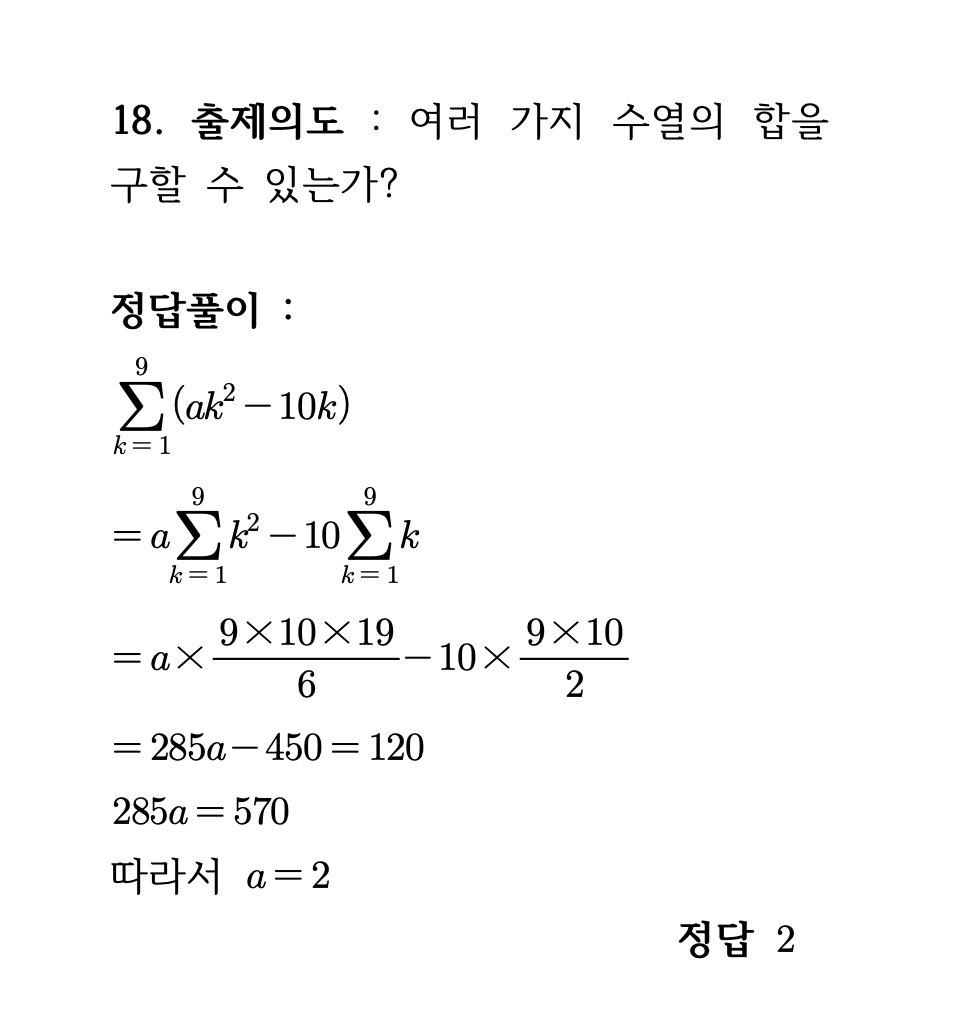 18. 출제의도 : 여러 가지 수열의 합을
구할 수 있는가?
정답풀이 :
$\sum_{k=1}^{9}(ak^2-10k)$
$=a\sum_{k=1}^{9}k^2-10\sum_{k=1}^{9}k$
$=a\times\frac{9\times10\times19}{6}-10\times\frac{9\times10}{2}$
$=285a-450=120$
$285a=570$
따라서 $a=2$
정답 2